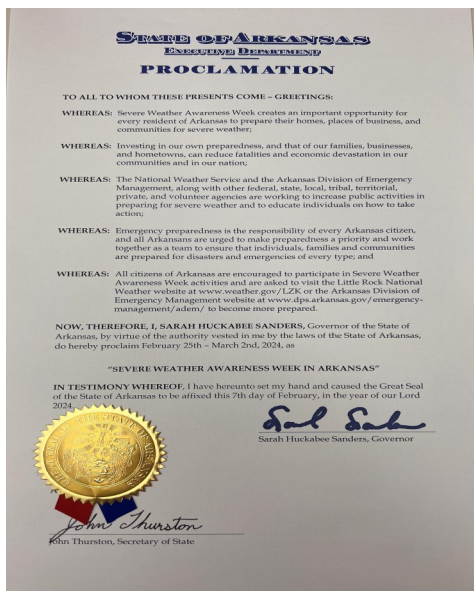 STATE OF ARKANSAS
EXECUTIVE DEPARTMENT
PROCLAMATION
TO ALL TO WHOM THESE PRESENTS COME – GREETINGS:
WHEREAS: Severe Weather Awareness Week creates an important opportunity for
every resident of Arkansas to prepare their homes, places of business, and
communities for severe weather;
WHEREAS: Investing in our own preparedness, and that of our families, businesses,
and hometowns, can reduce fatalities and economic devastation in our
communities and in our nation;
WHEREAS: The National Weather Service and the Arkansas Division of Emergency
Management, along with other federal, state, local, tribal, territorial,
private, and volunteer agencies are working to increase public activities in
preparing for severe weather and to educate individuals on how to take
action;
WHEREAS: Emergency preparedness is the responsibility of every Arkansas citizen,
and all Arkansans are urged to make preparedness a priority and work
together as a team to ensure that individuals, families and communities
are prepared for disasters and emergencies of every type; and
WHEREAS: All citizens of Arkansas are encouraged to participate in Severe Weather
Awareness Week activities and are asked to visit the Little Rock National
Weather website at www.weather.gov/LZK or the Arkansas Division of
Emergency Management website at www.dps.arkansas.gov/emergency-
management/adem/ to become more prepared.
NOW, THEREFORE, I, SARAH HUCKABEE SANDERS, Governor of the State of
Arkansas, by virtue of the authority vested in me by the laws of the State of Arkansas,
do hereby proclaim February 25th – March 2nd, 2024, as
"SEVERE WEATHER AWARENESS WEEK IN ARKANSAS"
IN TESTIMONY WHEREOF, I have hereunto set my hand and caused the Great Seal
of the State of Arkansas to be affixed this 7th day of February, in the year of our Lord
2024.
Sarah Huckabee Sanders, Governor
John Thurston
John Thurston, Secretary of State